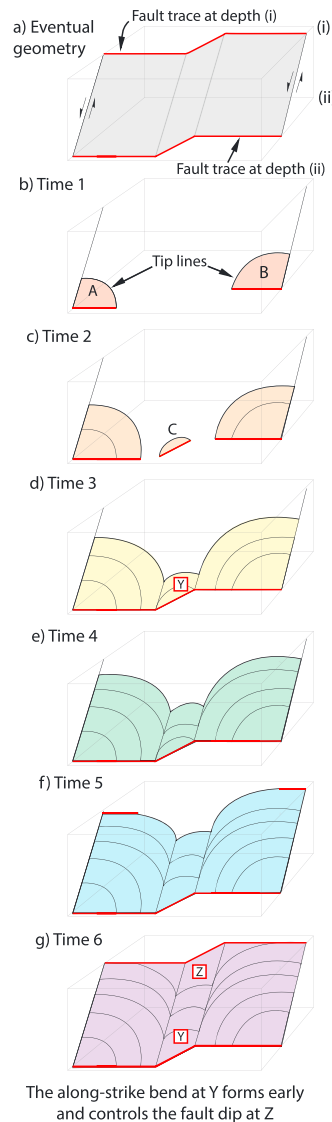 a) Eventual
geometry
Fault trace at depth (i)
(i)
(ii
Fault trace at depth (ii)
b) Time 1
Tip lines
A
B
c) Time 2
C
d) Time 3
Y
e) Time 4
f) Time 5
g) Time 6
Z
Y
The along-strike bend at Y forms early
and controls the fault dip at Z